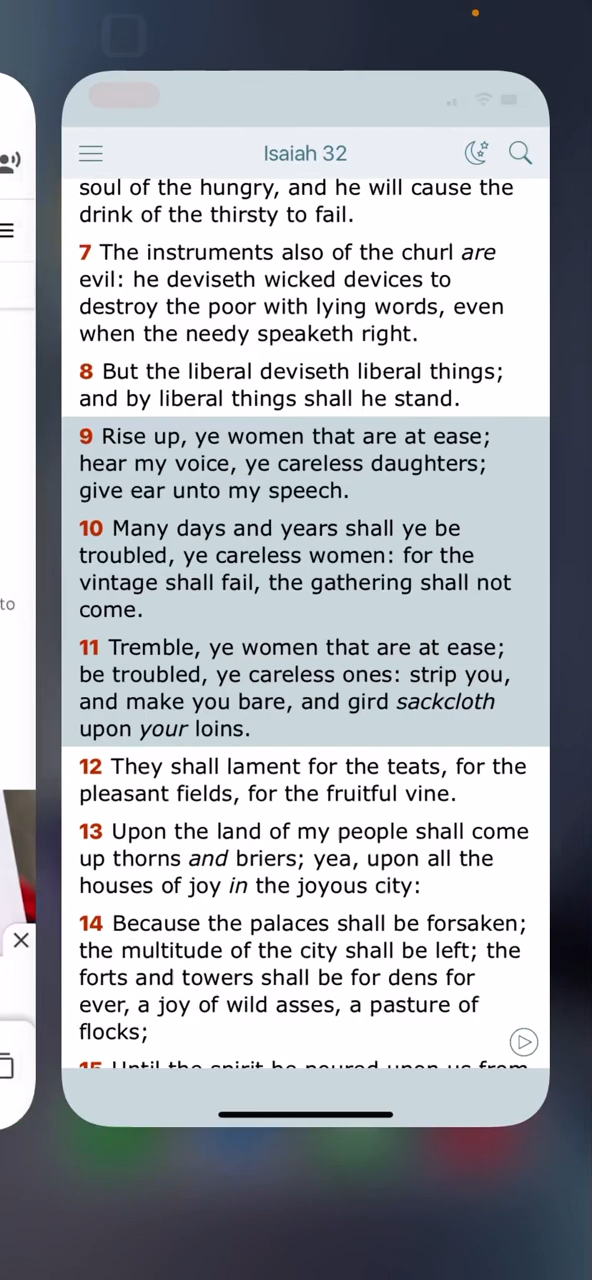 Isaiah 32
soul of the hungry, and he will cause the
drink of the thirsty to fail.
7 The instruments also of the churl are
evil: he deviseth wicked devices to
destroy the poor with lying words, even
when the needy speaketh right.
8 But the liberal deviseth liberal things;
and by liberal things shall he stand.
9 Rise up, ye women that are at ease;
hear my voice, ye careless daughters;
give ear unto my speech.
10 Many days and years shall ye be
troubled, ye careless women: for the
vintage shall fail, the gathering shall not
come.
11 Tremble, ye women that are at ease;
be troubled, ye careless ones: strip you,
and make you bare, and gird sackcloth
upon your loins.
12 They shall lament for the teats, for the
pleasant fields, for the fruitful vine.
13 Upon the land of my people shall come
up thorns and briers; yea, upon all the
houses of joy in the joyous city:
14 Because the palaces shall be forsaken;
the multitude of the city shall be left; the
forts and towers shall be for dens for
ever, a joy of wild asses, a pasture of
flocks;
15 Until the spirit be poured upon us from
to